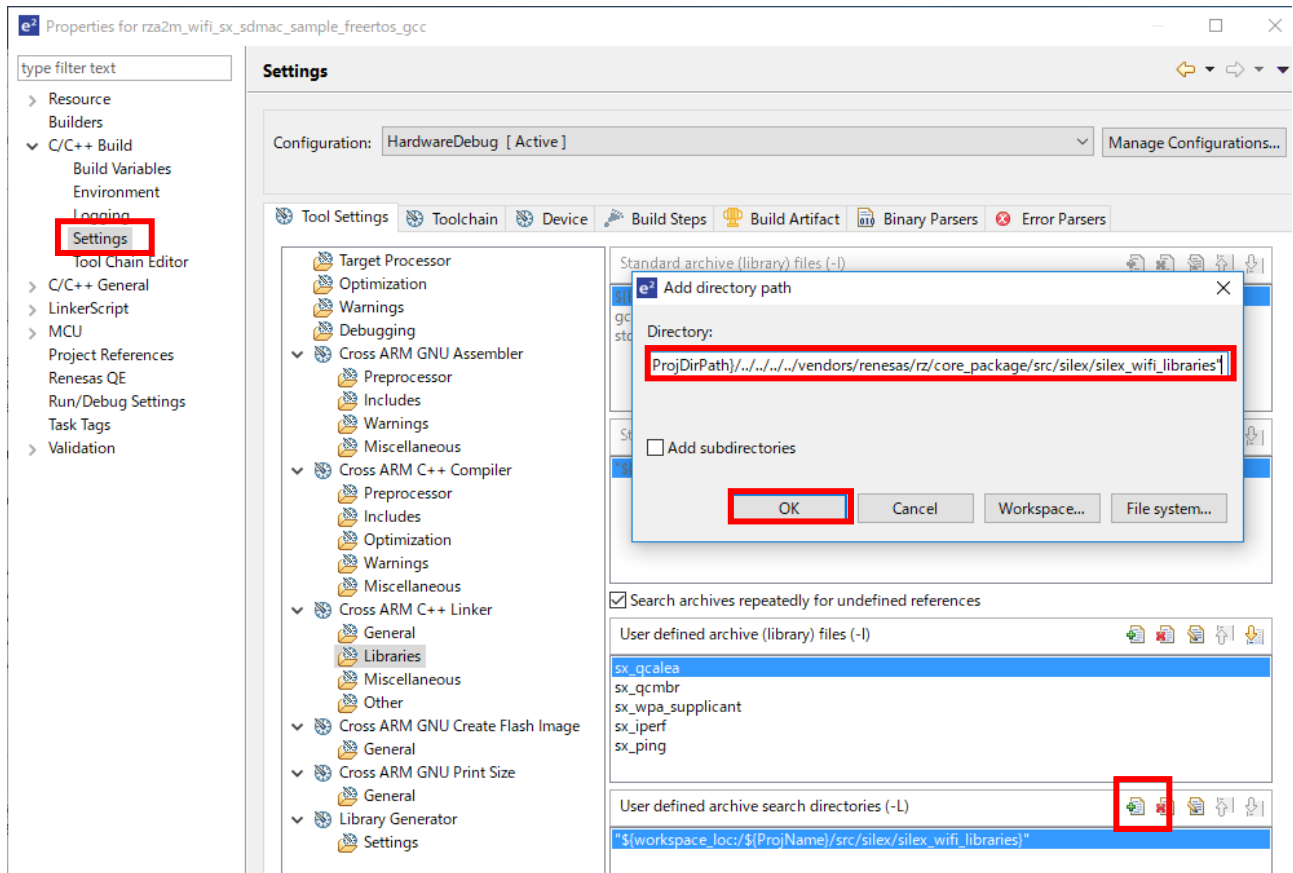 e² Properties for rza2m_wifi_sx_sdmac_sample_freertos_gcc
type filter text
Resource
Builders
C/C++ Build
Build Variables
Environment
Logging
Settings
Tool Chain Editor
C/C++ General
LinkerScript
MCU
Project References
Renesas QE
Run/Debug Settings
Task Tags
Validation
Settings
Configuration: HardwareDebug [ Active ] Manage Configurations...
Tool Settings Toolchain Device Build Steps Build Artifact Binary Parsers Error Parsers
Target Processor
Optimization
Warnings
Debugging
Cross ARM GNU Assembler
Preprocessor
Includes
Warnings
Miscellaneous
Cross ARM C++ Compiler
Preprocessor
Includes
Optimization
Warnings
Miscellaneous
Cross ARM C++ Linker
General
Libraries
Miscellaneous
Other
Cross ARM GNU Create Flash Image
General
Cross ARM GNU Print Size
General
Library Generator
Settings
Standard archive (library) files (-l)
e² Add directory path
Directory:
ProjDirPath}/../../../../vendors/renesas/rz/core_package/src/silex/silex_wifi_libraries"
Add subdirectories
OK Cancel Workspace... File system...
Search archives repeatedly for undefined references
User defined archive (library) files (-l)
sx_qcalea
sx_qcmbr
sx_wpa_supplicant
sx_iperf
sx_ping
User defined archive search directories (-L)
"${workspace_loc:/${ProjName}/src/silex/silex_wifi_libraries}"